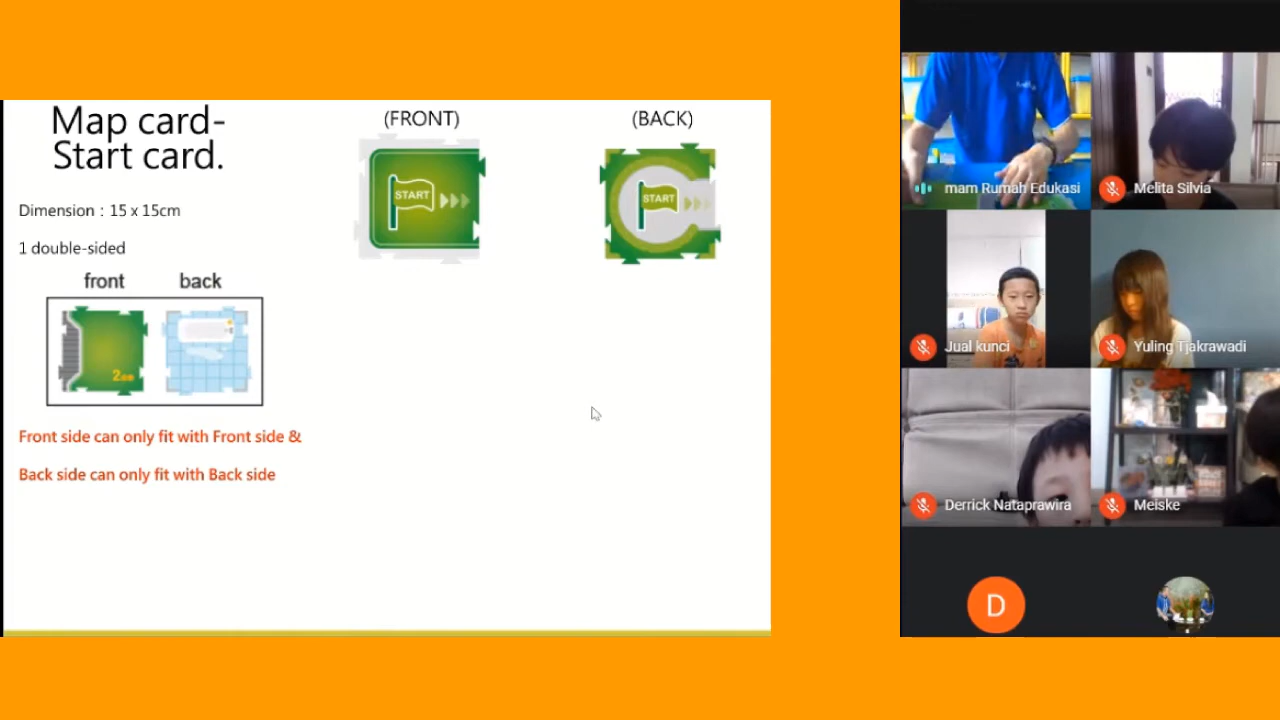 Map card-
Start card.
(FRONT)
(BACK)
START
START
Dimension : 15 x 15cm
1 double-sided
front
back
Front side can only fit with Front side &
Back side can only fit with Back side
mam Rumah Edukasi
Melita Silvia
Jual kunci
Yuling Tjakrawadi
Derrick Nataprawira
Meiske
D